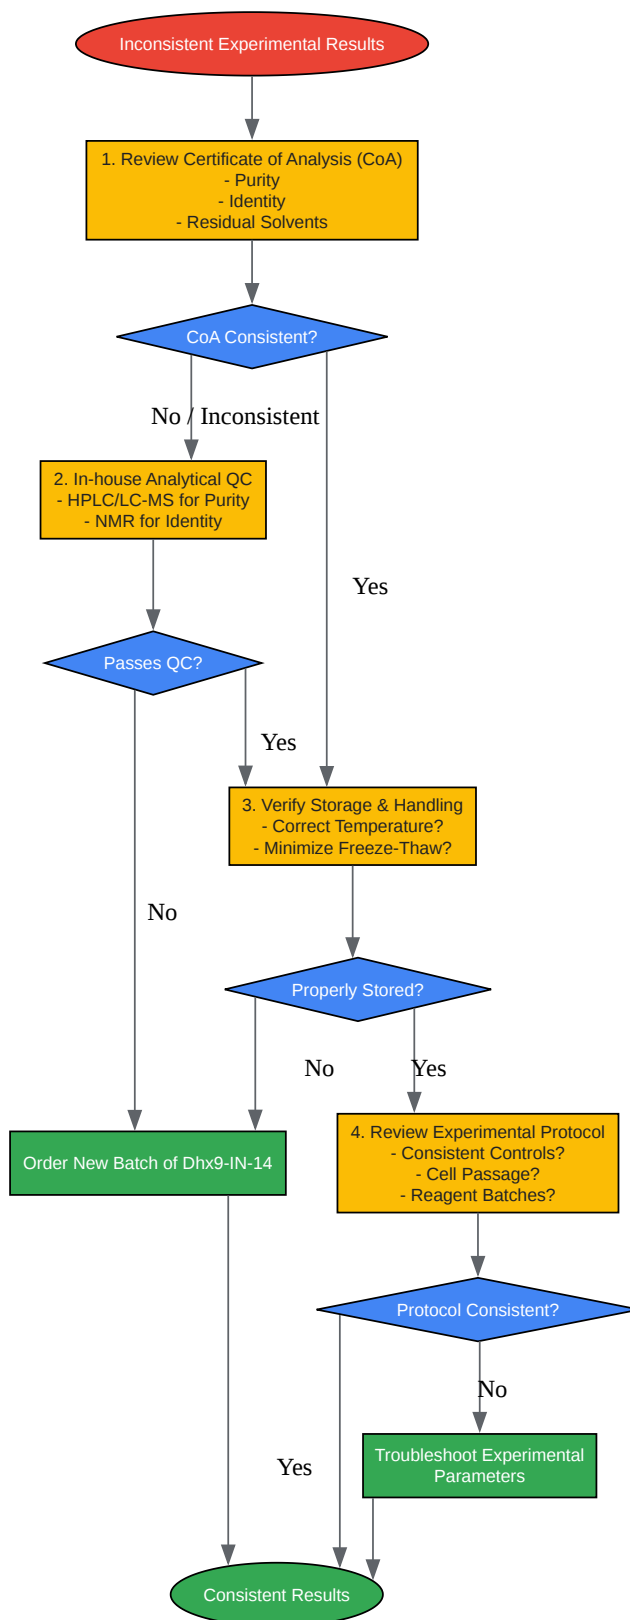 Inconsistent Experimental Results
1. Review Certificate of Analysis (CoA)
- Purity
- Identity
- Residual Solvents
CoA Consistent?
No / Inconsistent
2. In-house Analytical QC
- HPLC/LC-MS for Purity
- NMR for Identity
Yes
Passes QC?
Yes
3. Verify Storage & Handling
- Correct Temperature?
- Minimize Freeze-Thaw?
No
Properly Stored?
No
Yes
Order New Batch of Dhx9-IN-14
4. Review Experimental Protocol
- Consistent Controls?
- Cell Passage?
- Reagent Batches?
Protocol Consistent?
No
Troubleshoot Experimental
Parameters
Yes
Consistent Results